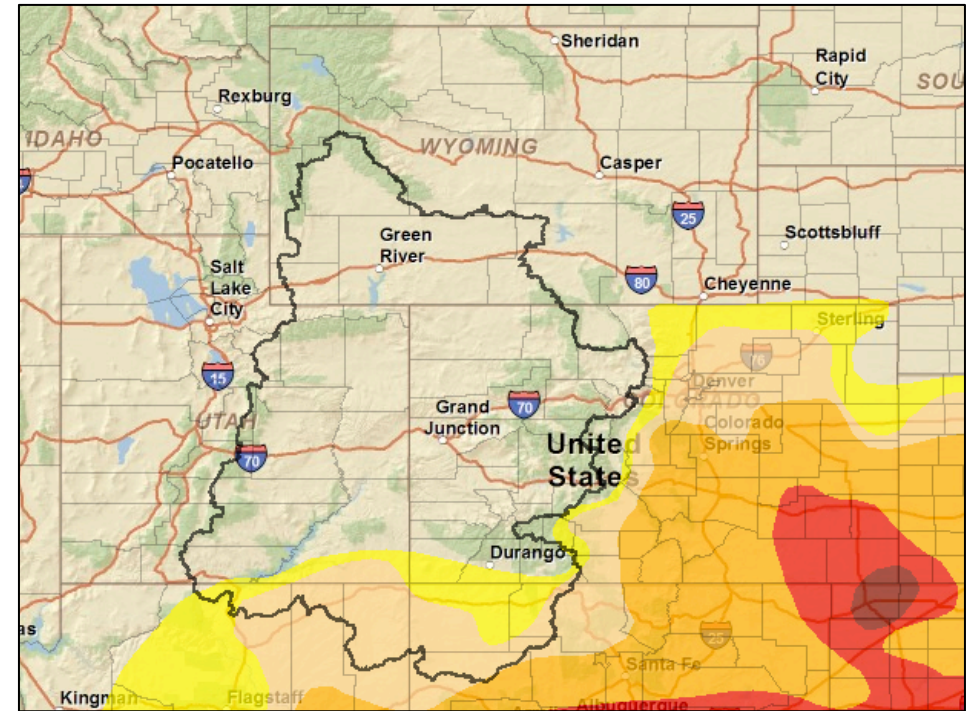 Sheridan
Rapid
City
SOU
Rexburg
IDAHO
WYOMING
Pocatello
Casper
25
Scottsbluff
Green
River
Salt
Lake
City
80
Cheyenne
Sterling
76
15
Denver
COLORADO
70
Grand
Junction
Colorado
Springs
UTAH
70
United
States
Durango
as
25
Santa Fe
Kingman
Flagstaff
Albuquerque